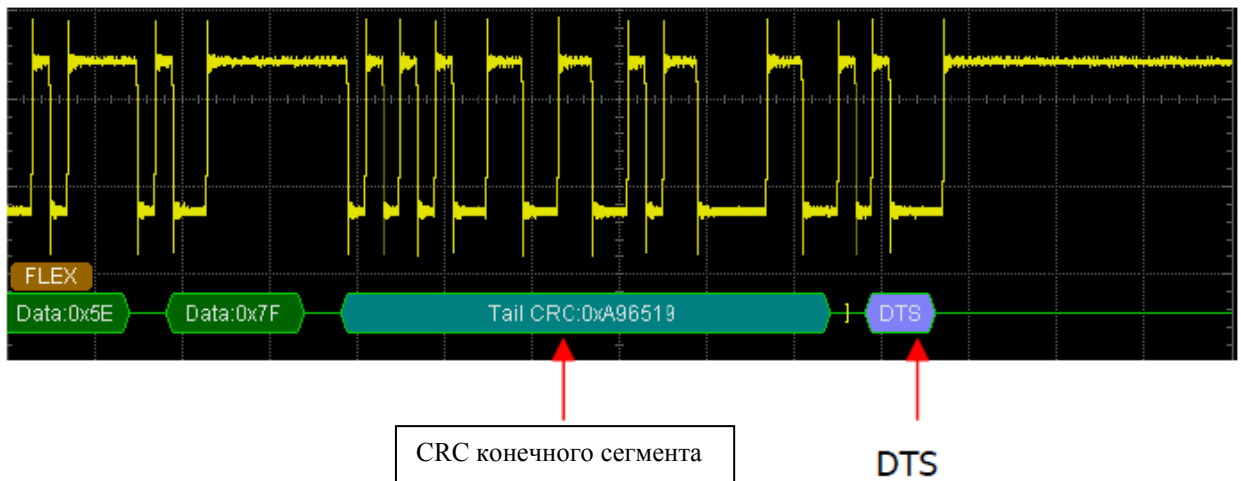 FLEX
Data:0x5E Data:0x7F Tail CRC:0xA96519 ] DTS
CRC конечного сегмента
DTS